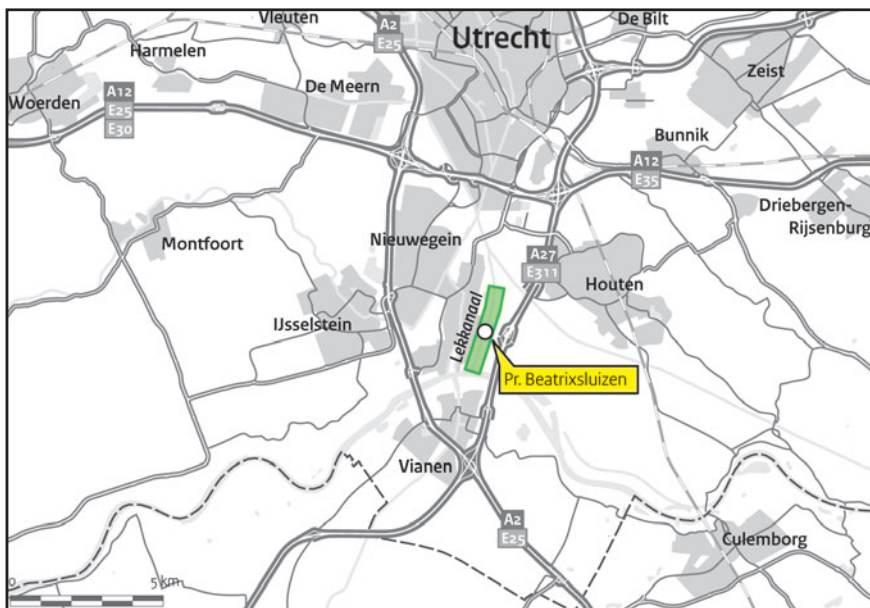 Vleuten
A2
E25
De Bilt
Harmelen
Utrecht
Zeist
De Meern
Woerden
A12
E25
E30
Bunnik
A12
E35
Driebergen-
Rijsenburg
Montfoort
Nieuwegein
A27
E311
Houten
Lekkanaal
IJsselstein
Pr. Beatrixsluizen
Vianen
A2
E25
Culemborg
0
5 km